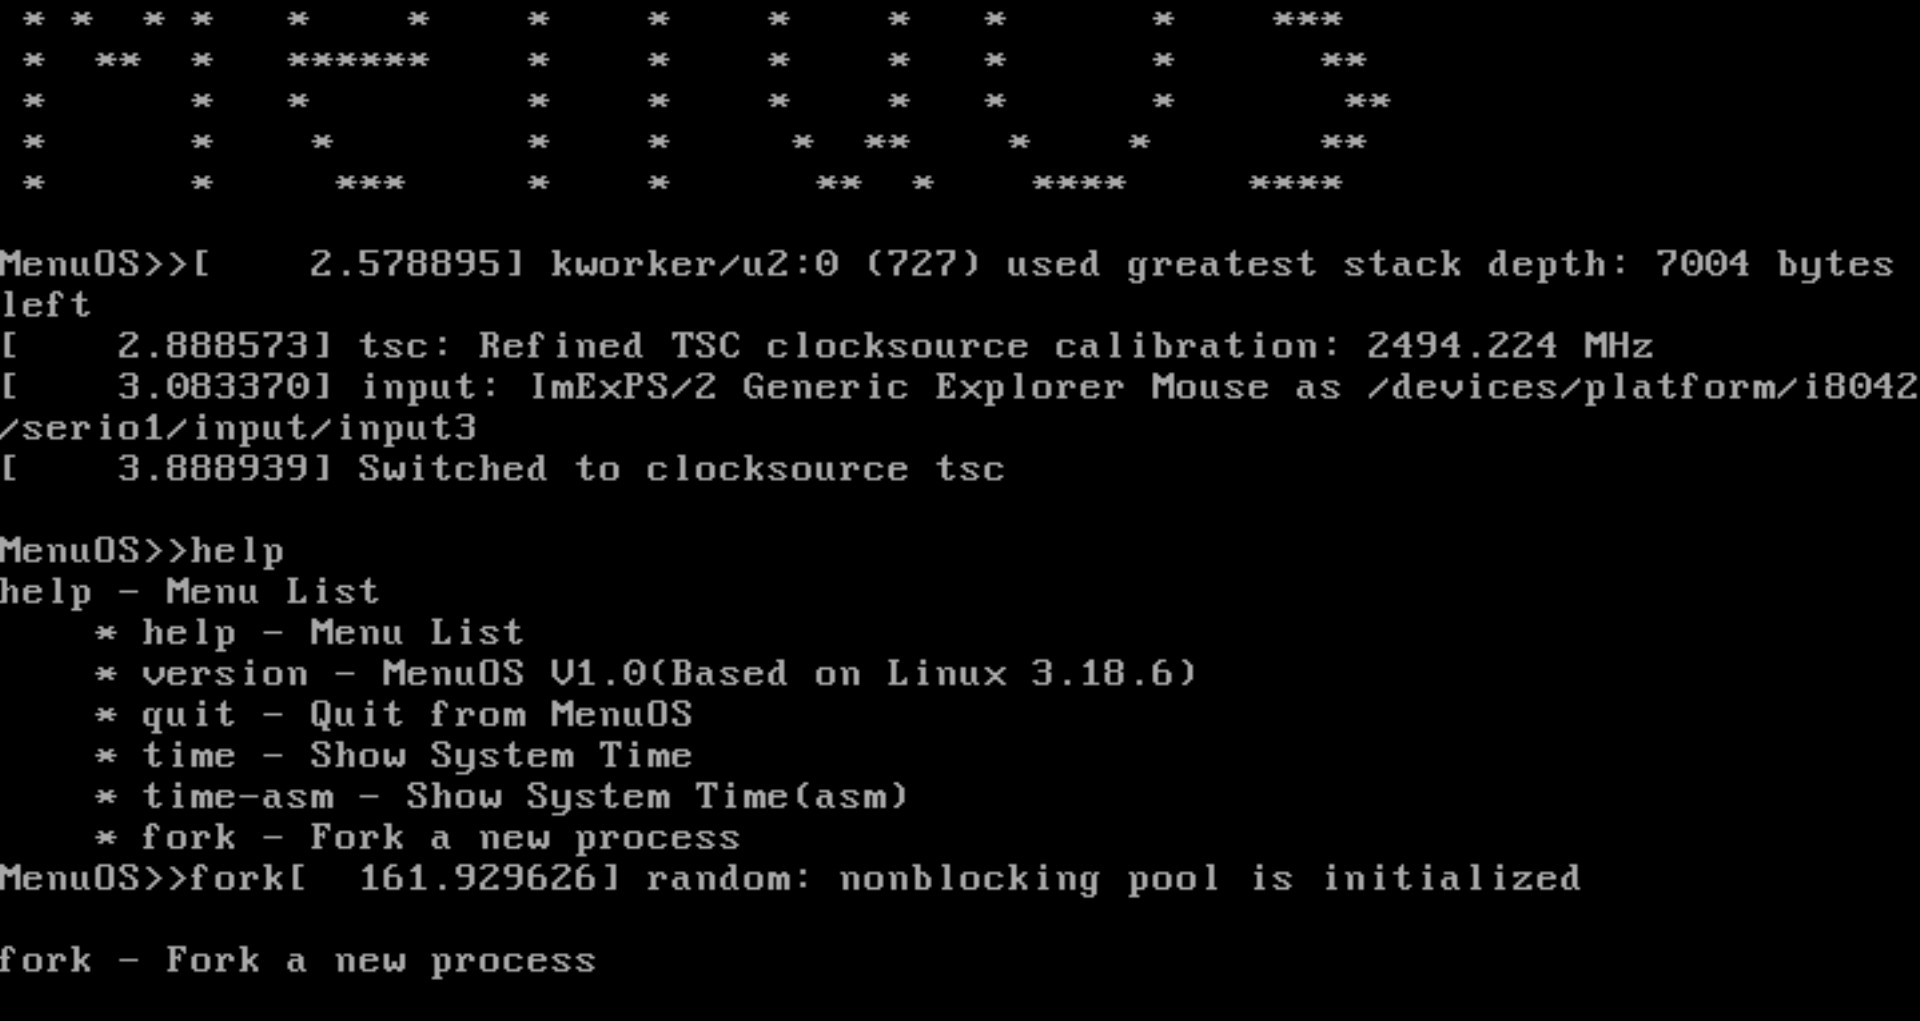 * *  * *   *    *    *    *    *    *   *      *    ***
*  **  *   ******    *    *    *    *   *      *      **
*      *   *         *    *    *    *   *      *       **
*      *    *        *    *     *  **    *    *       **
*      *     ***     *    *      ** *     ****     ****
MenuOS>>[    2.578895] kworker/u2:0 (727) used greatest stack depth: 7004 bytes
left
[    2.888573] tsc: Refined TSC clocksource calibration: 2494.224 MHz
[    3.083370] input: ImExPS/2 Generic Explorer Mouse as /devices/platform/i8042
/serio1/input/input3
[    3.888939] Switched to clocksource tsc
MenuOS>>help
help - Menu List
    * help - Menu List
    * version - MenuOS V1.0(Based on Linux 3.18.6)
    * quit - Quit from MenuOS
    * time - Show System Time
    * time-asm - Show System Time(asm)
    * fork - Fork a new process
MenuOS>>fork[  161.929626] random: nonblocking pool is initialized
fork - Fork a new process